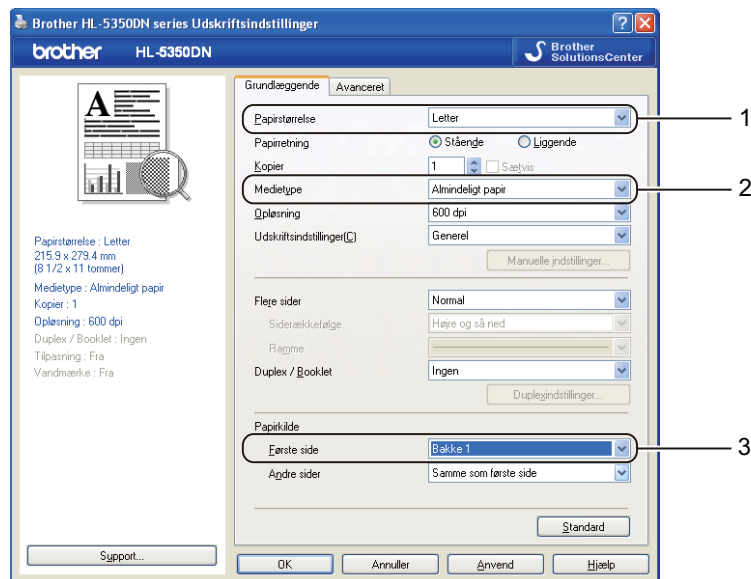 Brother HL-5350DN series Udskriftsindstillinger
brother HL-5350DN
Brother SolutionsCenter
Grundlæggende Avanceret
Papirstørrelse Letter 1
Papirretning Stående Liggende
Kopier 1 Sætvis
Medietype Almindeligt papir 2
Opløsning 600 dpi
Udskriftsindstillinger(C) Generel
Manuelle indstillinger...
Flere sider Normal
Siderækkefølge Højre og så ned
Ramme
Duplex / Booklet Ingen
Duplexindstillinger...
Papirkilde
Første side Bakke 1 3
Andre sider Samme som første side
Standard
A
Papirstørrelse : Letter
215.9 x 279.4 mm
(8 1/2 x 11 tommer)
Medietype : Almindeligt papir
Kopier : 1
Opløsning : 600 dpi
Duplex / Booklet : Ingen
Tilpasning : Fra
Vandmærke : Fra
Support...
OK Annuller Anvend Hjælp